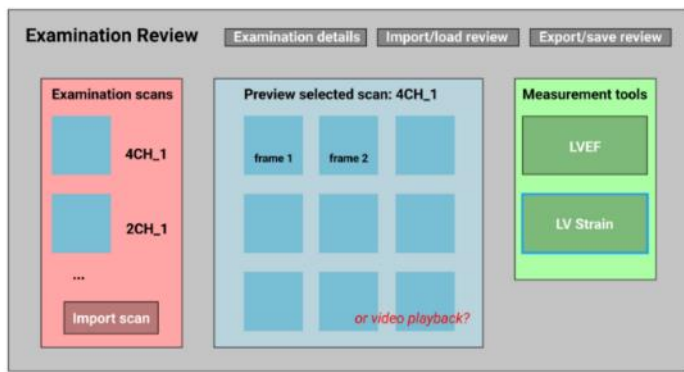 Examination Review
Examination details
Import/load review
Export/save review
Examination scans
4CH_1
2CH_1
...
Import scan
Preview selected scan: 4CH_1
frame 1
frame 2
or video playback?
Measurement tools
LVEF
LV Strain